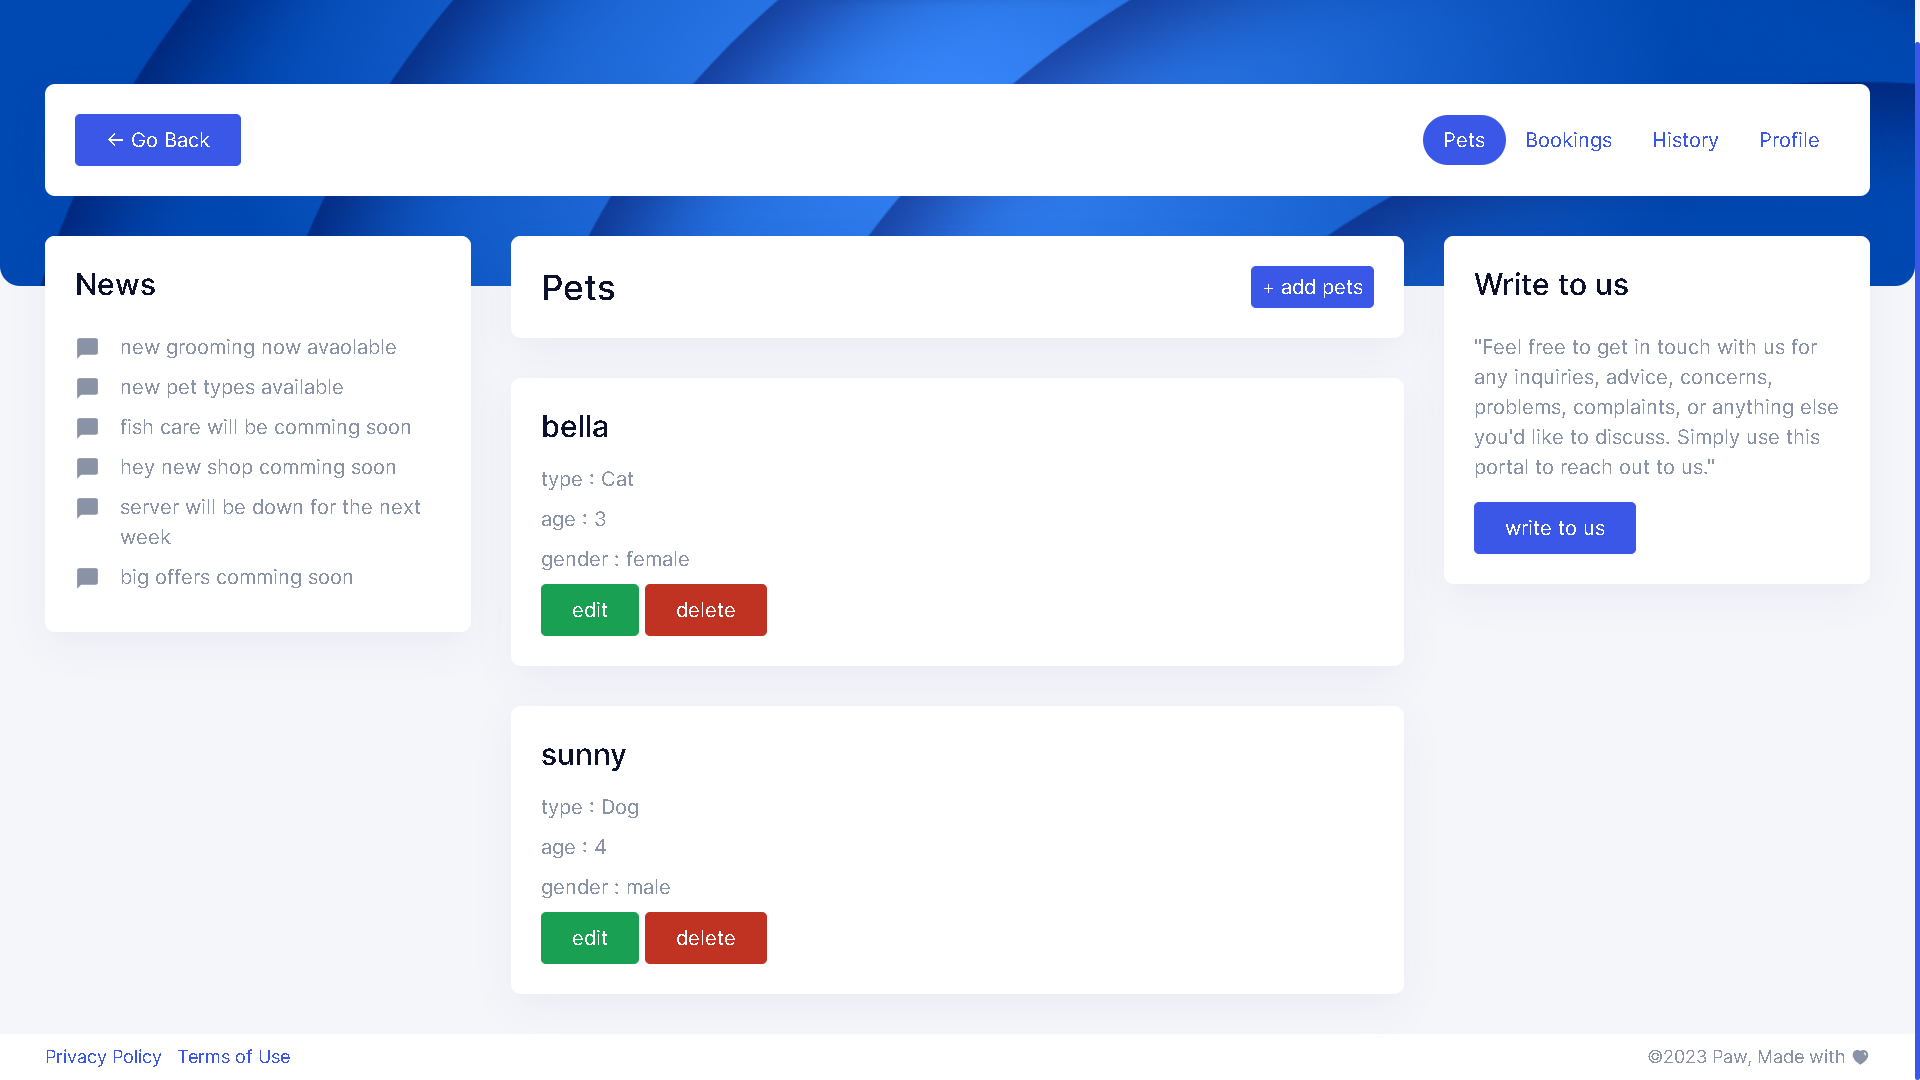 ← Go Back
Pets
Bookings
History
Profile
News
new grooming now avaolable
new pet types available
fish care will be comming soon
hey new shop comming soon
server will be down for the next
week
big offers comming soon
Pets
+ add pets
bella
type : Cat
age : 3
gender : female
edit
delete
sunny
type : Dog
age : 4
gender : male
edit
delete
Write to us
"Feel free to get in touch with us for
any inquiries, advice, concerns,
problems, complaints, or anything else
you'd like to discuss. Simply use this
portal to reach out to us."
write to us
Privacy Policy
Terms of Use
©2023 Paw, Made with